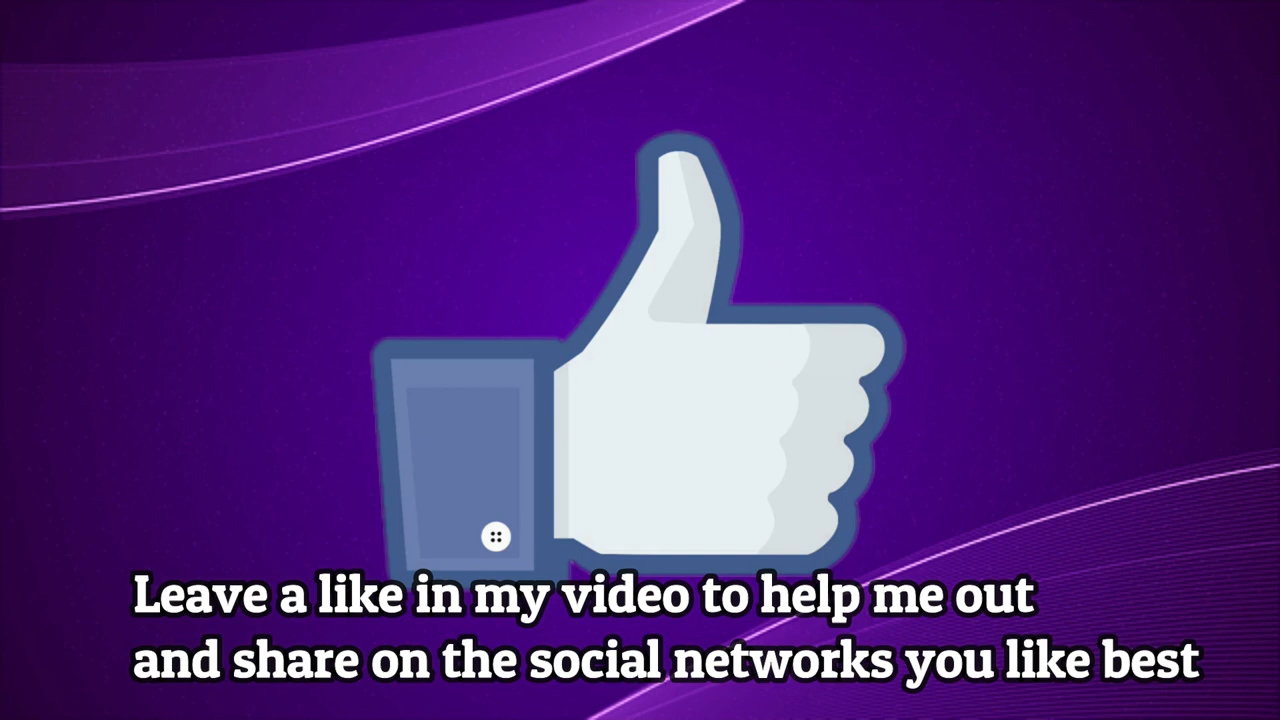 Leave a like in my video to help me out
and share on the social networks you like best